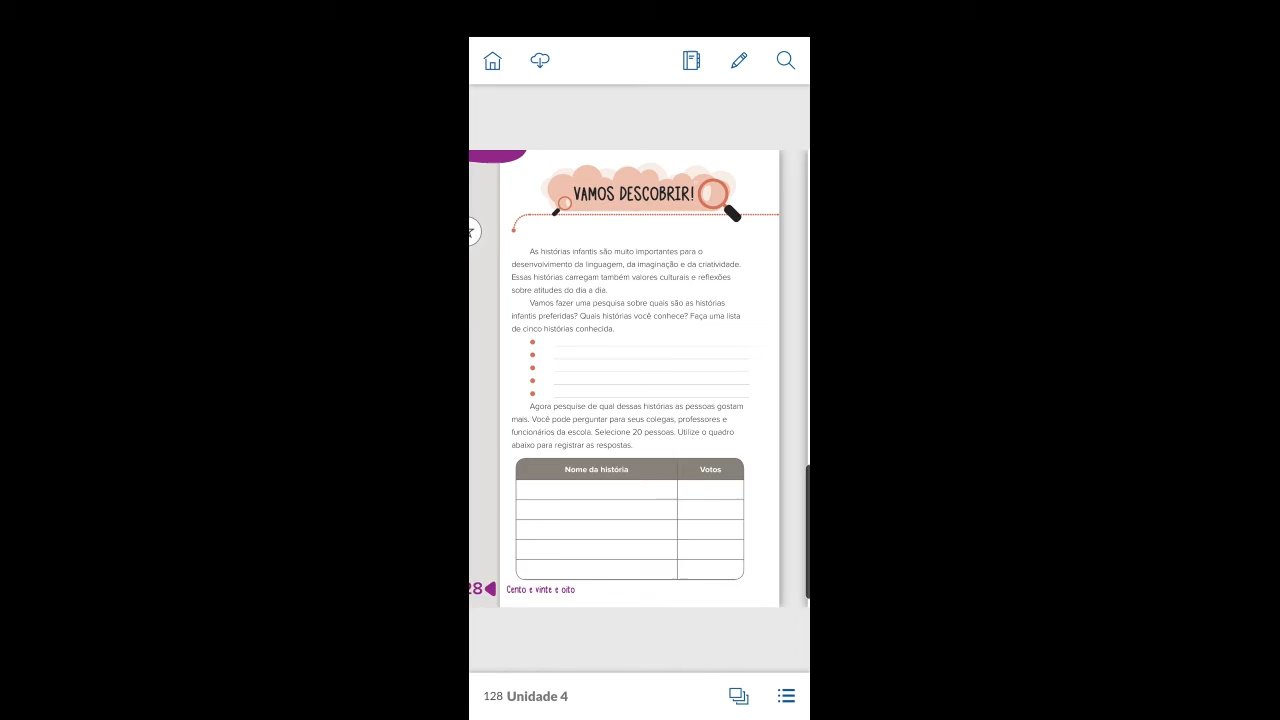 VAMOS DESCOBRIR!
As histórias infantis são muito importantes para o
desenvolvimento da linguagem, da imaginação e da criatividade.
Essas histórias carregam também valores culturais e reflexões
sobre atitudes do dia a dia.
Vamos fazer uma pesquisa sobre quais são as histórias
infantis preferidas? Quais histórias você conhece? Faça uma lista
de cinco histórias conhecida.
Agora pesquise de qual dessas histórias as pessoas gostam
mais. Você pode perguntar para seus colegas, professores e
funcionários da escola. Selecione 20 pessoas. Utilize o quadro
abaixo para registrar as respostas.
Nome da história Votos
28 Cento e vinte e oito
128 Unidade 4